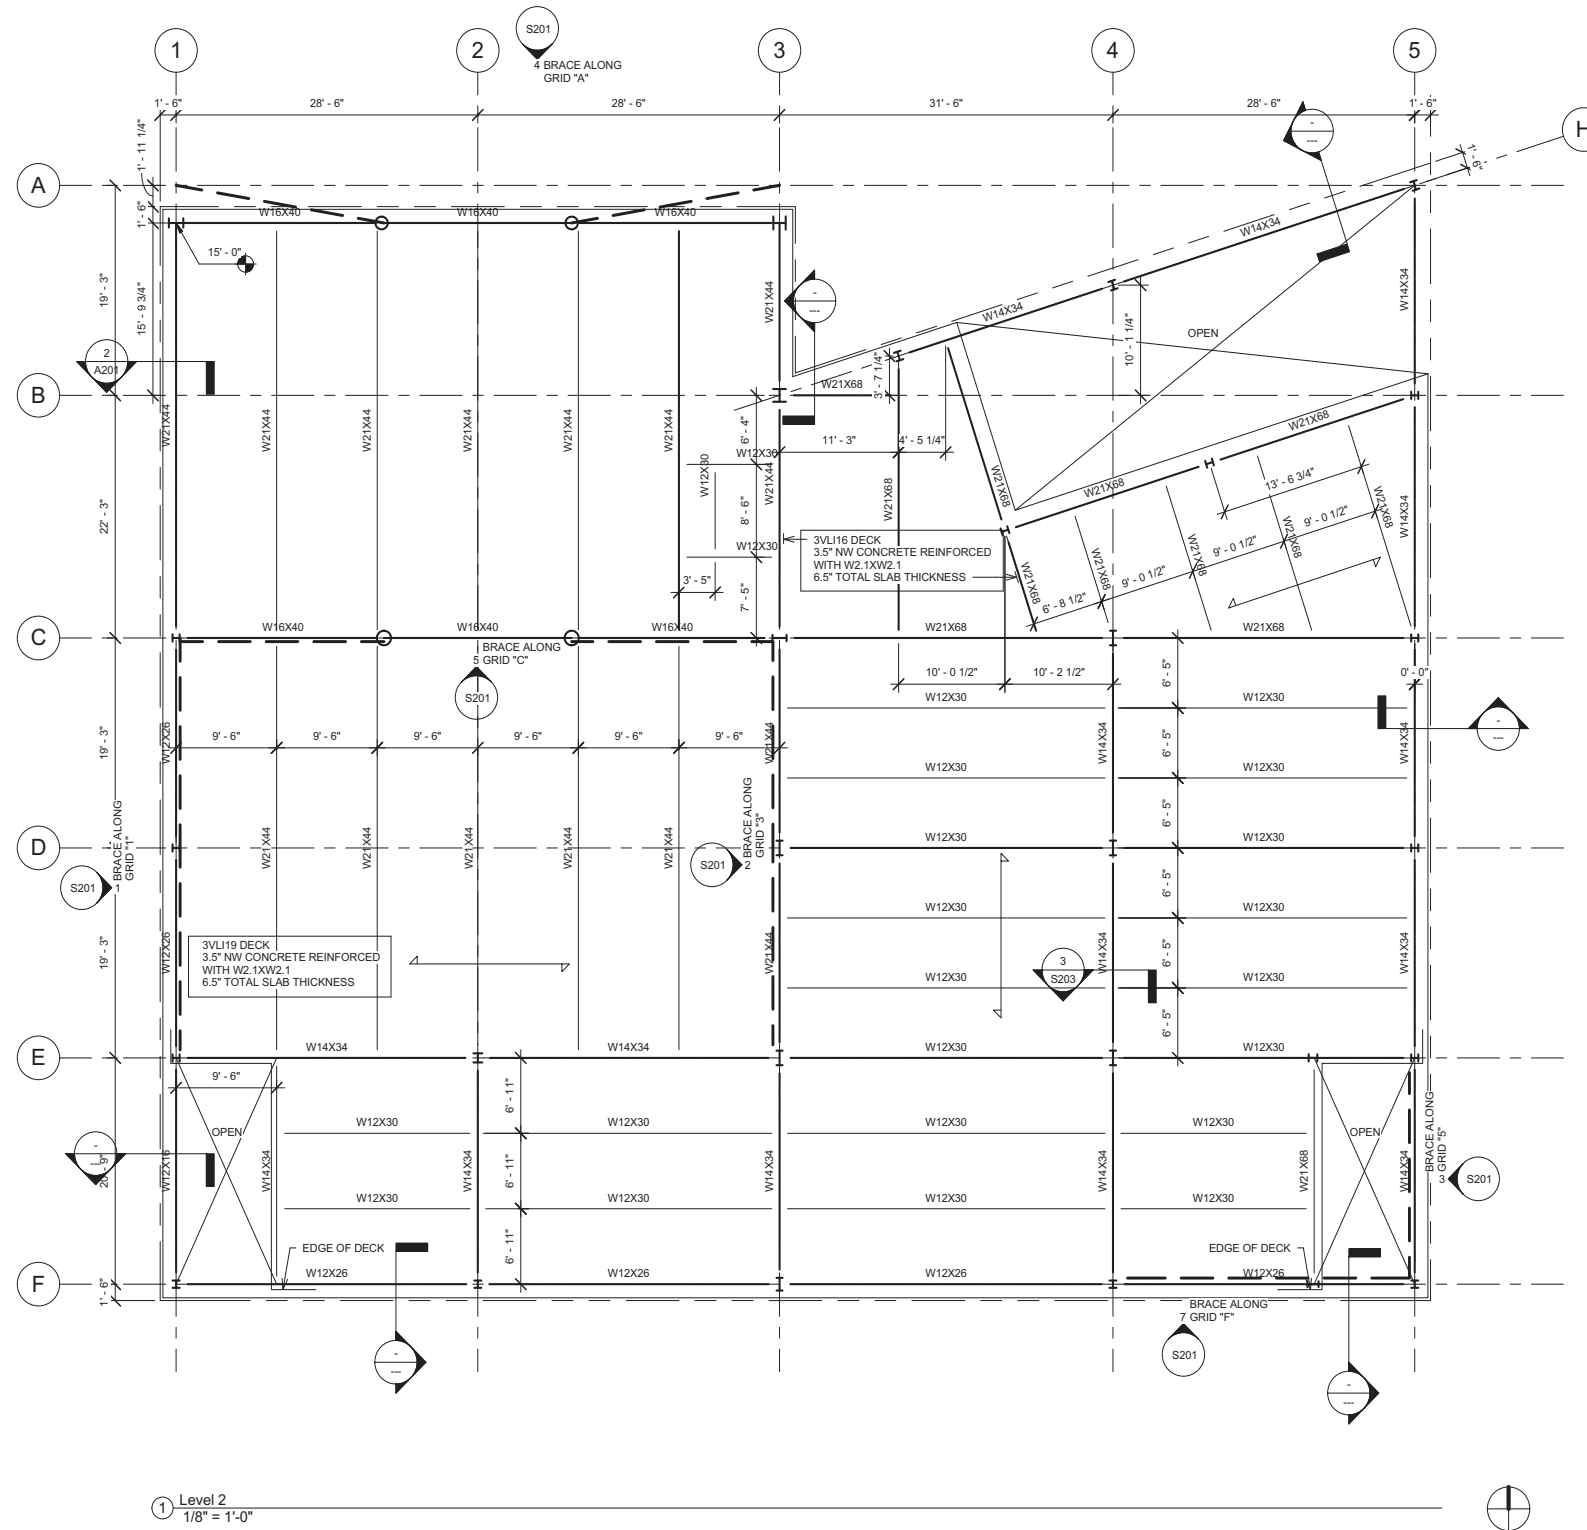 S201
1
2
3
4
5
4 BRACE ALONG
GRID "A"
1' - 6"
28' - 6"
28' - 6"
31' - 6"
28' - 6"
1' - 6"
-
---
H
1' - 11 1/4"
1' - 6"
A
W16X40
W16X40
W16X40
1' - 6"
W14X34
15' - 0"
19' - 3"
15' - 9 3/4"
W21X44
-
---
W14X34
W14X34
OPEN
10' - 1 1/4"
2
A201
3' - 7 1/4"
B
W21X68
W21X44
W21X44
W21X44
W21X44
W21X44
W21X44
6' - 4"
11' - 3"
4' - 5 1/4"
W21X68
W12X30
W12X30
W21X44
W21X68
W21X68
W21X68
13' - 6 3/4"
W21X68
W14X34
22' - 3"
8' - 6"
9' - 0 1/2"
9' - 0 1/2"
9' - 0 1/2"
W21X68
W12X30
3VLI16 DECK
3.5" NW CONCRETE REINFORCED
WITH W2.1XW2.1
6.5" TOTAL SLAB THICKNESS
W21X68
W21X68
W21X68
3' - 5"
7' - 5"
6' - 8 1/2"
C
W16X40
W16X40
W16X40
W21X68
W21X68
BRACE ALONG
5 GRID "C"
S201
10' - 0 1/2"
10' - 2 1/2"
6' - 5"
0' - 0"
W12X30
W12X30
19' - 3"
W12X26
9' - 6"
9' - 6"
9' - 6"
9' - 6"
9' - 6"
9' - 6"
W21X44
W14X34
W14X34
-
---
6' - 5"
W12X30
W12X30
BRACE ALONG
GRID "1"
BRACE ALONG
GRID "3"
6' - 5"
W12X30
W12X30
D
W21X44
W21X44
W21X44
W21X44
W21X44
S201
2
S201
1
6' - 5"
W12X30
W12X30
19' - 3"
W12X26
3VLI19 DECK
3.5" NW CONCRETE REINFORCED
WITH W2.1XW2.1
6.5" TOTAL SLAB THICKNESS
W21X44
3
S203
W14X34
6' - 5"
W14X34
W12X30
W12X30
6' - 5"
E
W14X34
W14X34
W12X30
W12X30
9' - 6"
6' - 11"
W12X30
W12X30
W12X30
W12X30
OPEN
OPEN
BRACE ALONG
GRID "5"
-
---
20' - 9"
W12X16
W14X34
W14X34
6' - 11"
W14X34
W14X34
W21X68
W14X34
3
S201
W12X30
W12X30
W12X30
W12X30
6' - 11"
EDGE OF DECK
EDGE OF DECK
F
W12X26
W12X26
W12X26
W12X26
1' - 6"
BRACE ALONG
7 GRID "F"
S201
-
---
-
---
1
Level 2
1/8" = 1'-0"